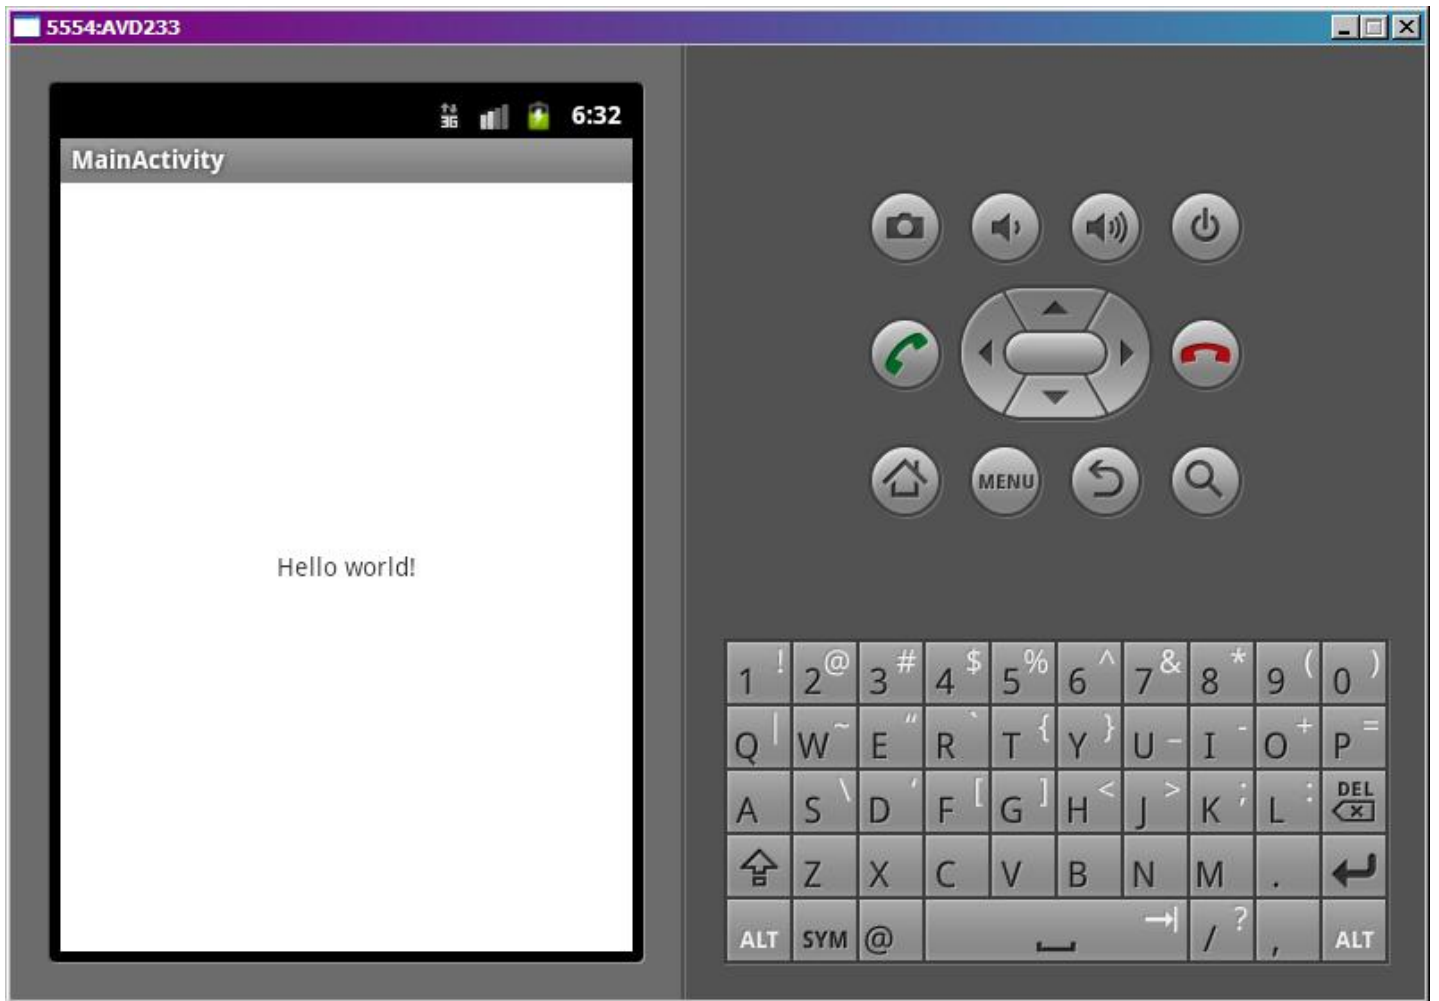 5554:AVD233
3G 6:32
MainActivity
Hello world!
MENU
1 ! 2 @ 3 # 4 $ 5 % 6 ^ 7 & 8 * 9 ( 0 )
Q | W ~ E “ R ` T { Y } U _ I - O + P =
A S \ D ‘ F [ G ] H < J > K ; L : DEL
Z X C V B N M .
ALT SYM @ / ? , ALT